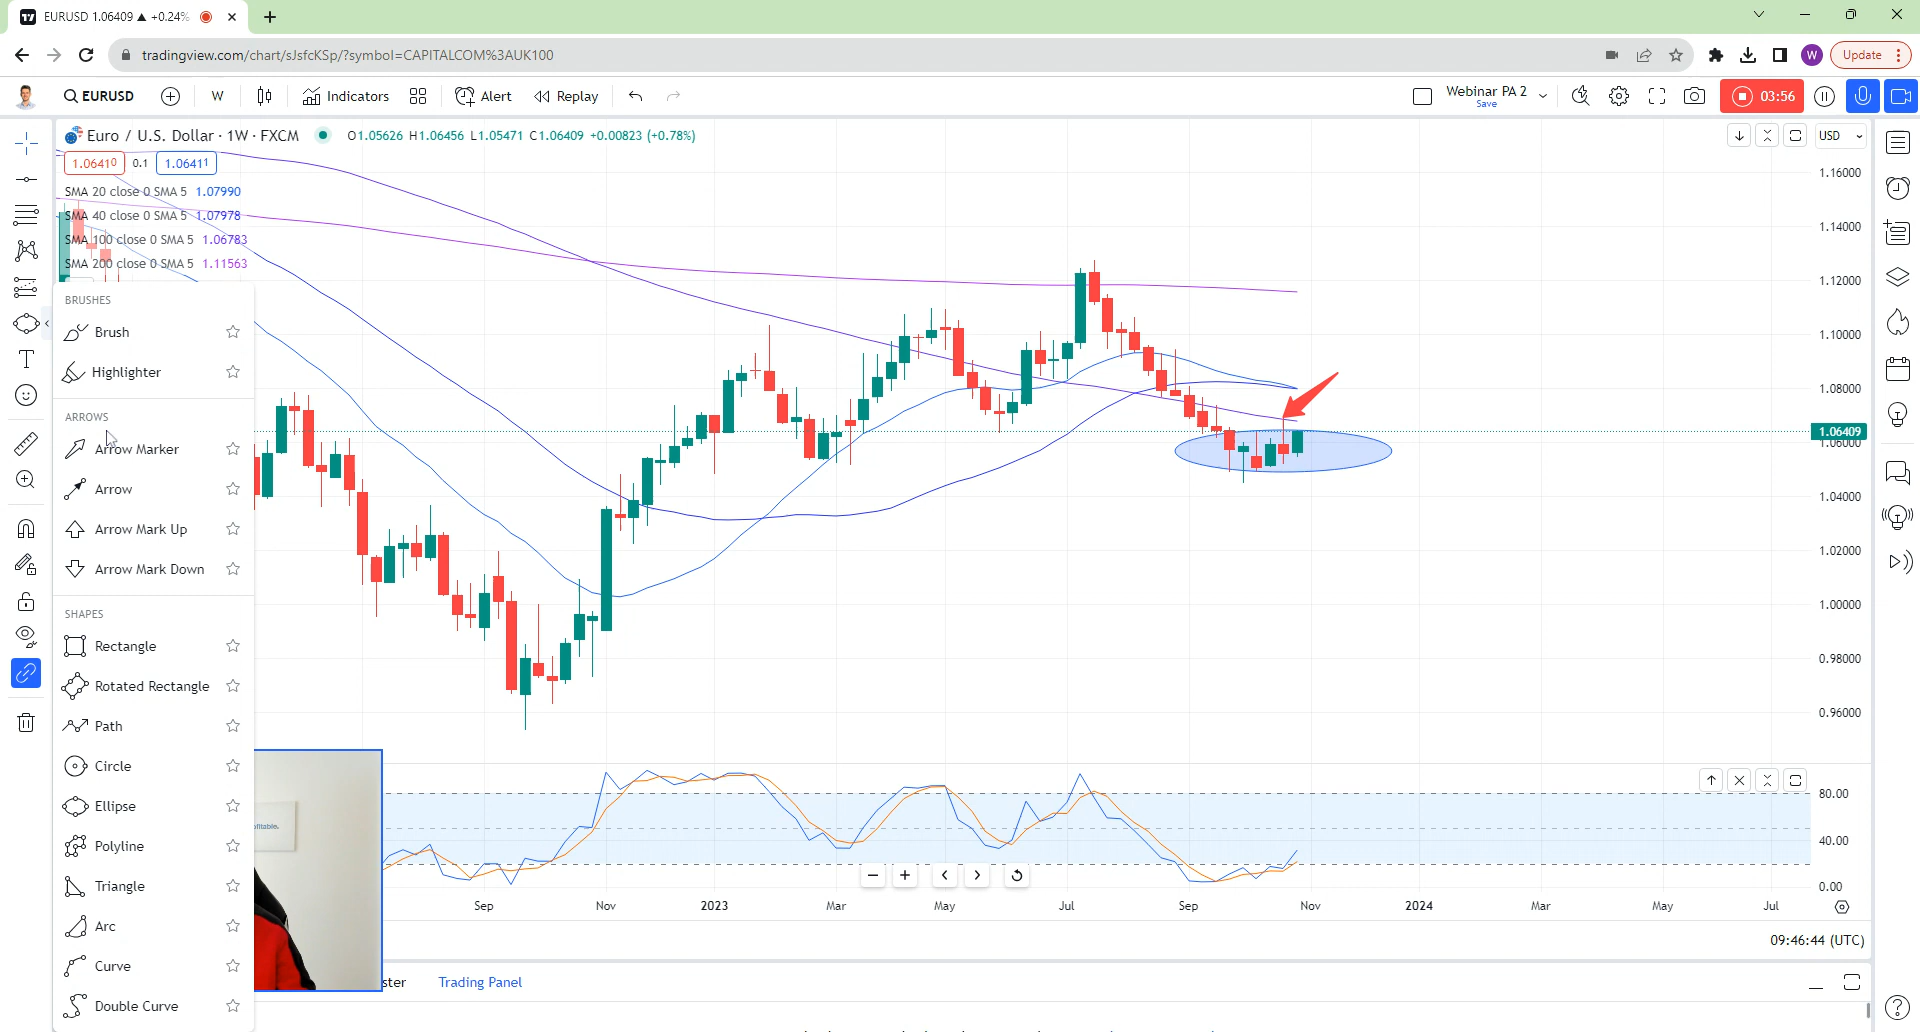 EURUSD 1.06409 ▲ +0.24%
tradingview.com/chart/sJsfcKSp/?symbol=CAPITALCOM%3AUK100
W
Update
EURUSD
W
Indicators
Alert
Replay
Webinar PA 2
Save
03:56
Euro / U.S. Dollar · 1W · FXCM
O1.05626 H1.06456 L1.05471 C1.06409 +0.00823 (+0.78%)
USD
1.06410
0.1
1.06411
SMA 20 close 0 SMA 5 1.07990
SMA 40 close 0 SMA 5 1.07978
SMA 100 close 0 SMA 5 1.06783
SMA 200 close 0 SMA 5 1.11563
BRUSHES
Brush
Highlighter
ARROWS
Arrow Marker
Arrow
Arrow Mark Up
Arrow Mark Down
SHAPES
Rectangle
Rotated Rectangle
Path
Circle
Ellipse
Polyline
Triangle
Arc
Curve
Double Curve
1.16000
1.14000
1.12000
1.10000
1.08000
1.06409
1.06000
1.04000
1.02000
1.00000
0.98000
0.96000
80.00
40.00
0.00
Sep
Nov
2023
Mar
May
Jul
Sep
Nov
2024
Mar
May
Jul
09:46:44 (UTC)
ster
Trading Panel